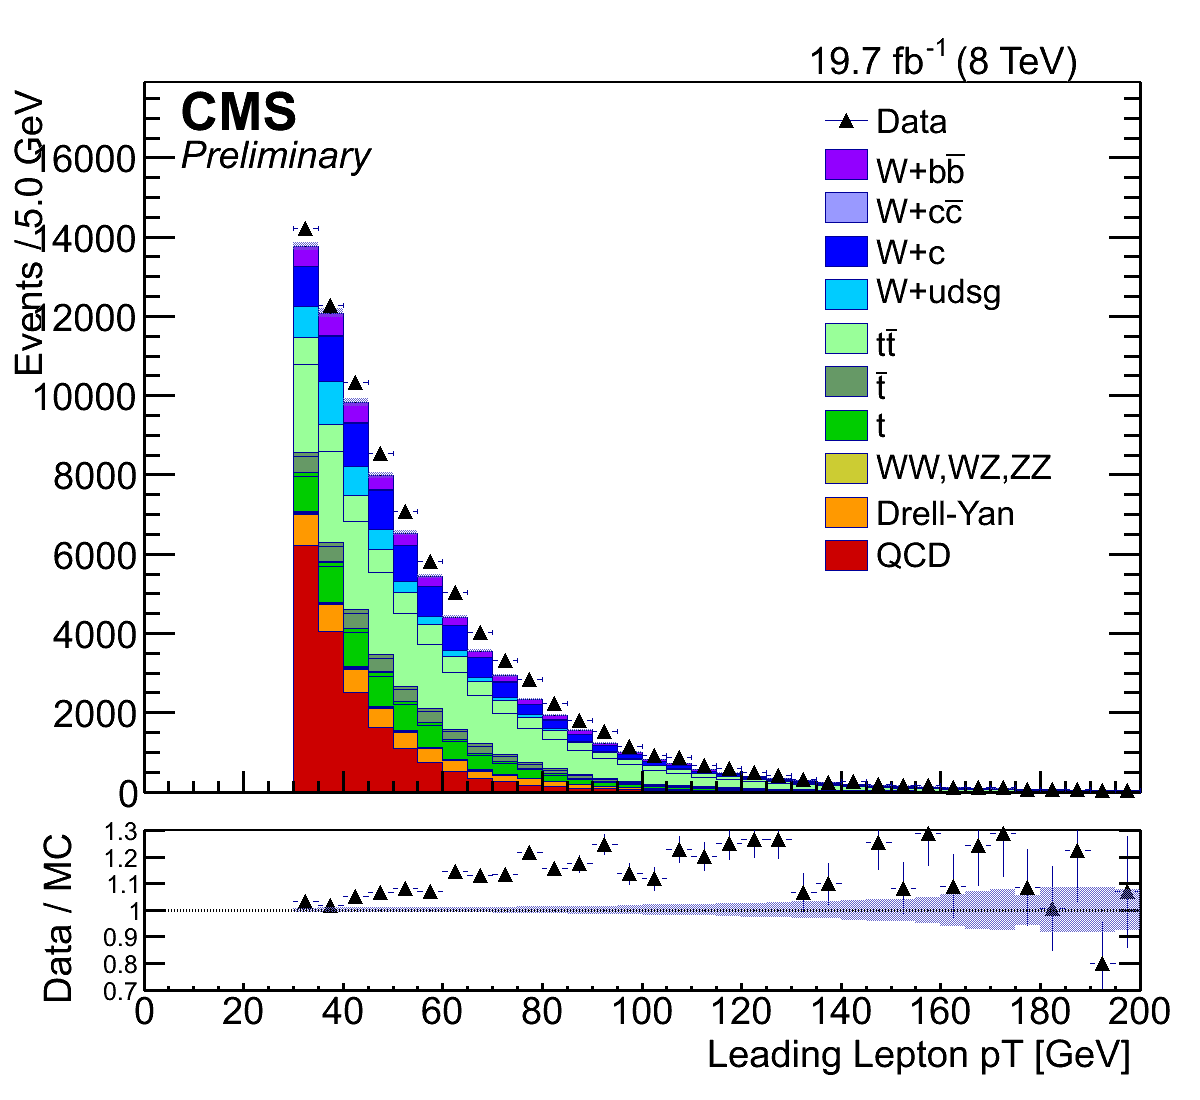 19.7 fb⁻¹ (8 TeV)
CMS
Preliminary
Events / 5.0 GeV
16000
14000
12000
10000
8000
6000
4000
2000
0
Data
W+bb̅
W+cc̅
W+c
W+udsg
tt̅
t̅
t
WW,WZ,ZZ
Drell-Yan
QCD
Data / MC
1.3
1.2
1.1
1
0.9
0.8
0.7
0 20 40 60 80 100 120 140 160 180 200
Leading Lepton pT [GeV]